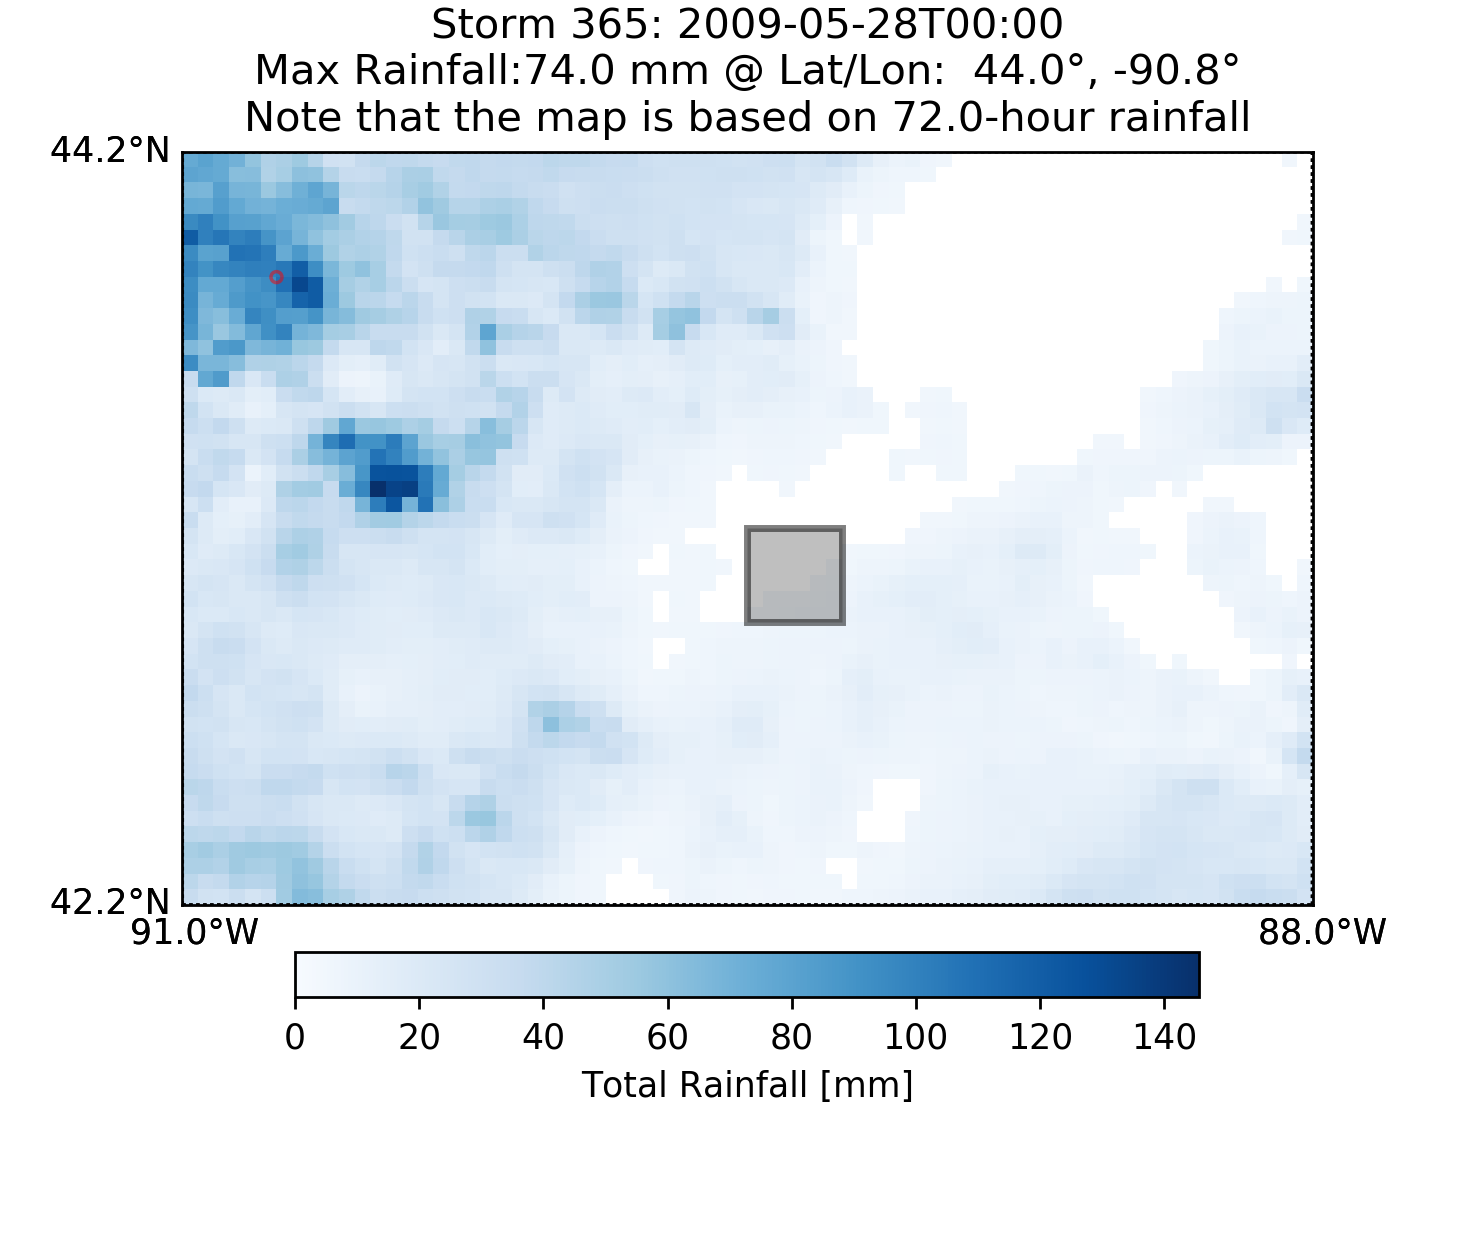 Storm 365: 2009-05-28T00:00
Max Rainfall:74.0 mm @ Lat/Lon:  44.0°, -90.8°
Note that the map is based on 72.0-hour rainfall
44.2°N
42.2°N
91.0°W
88.0°W
0 20 40 60 80 100 120 140
Total Rainfall [mm]